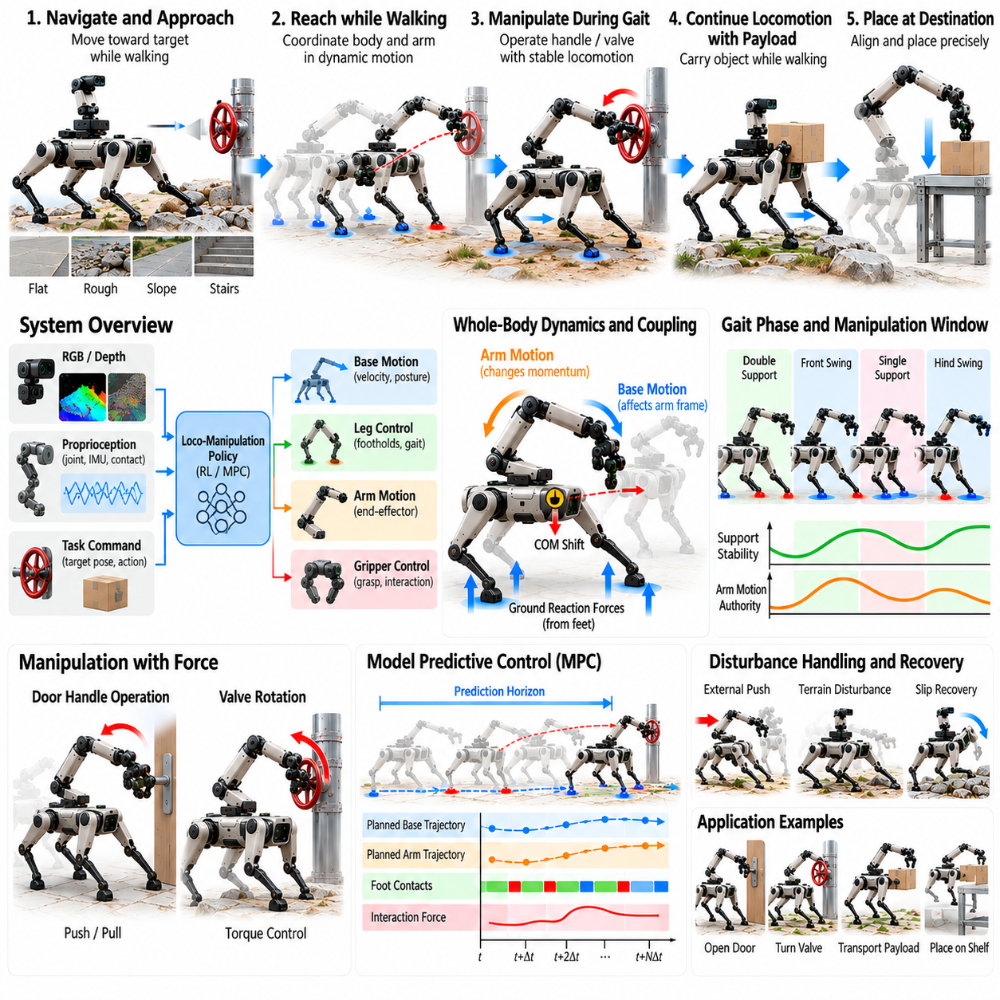 1. Navigate and Approach
Move toward target
while walking
2. Reach while Walking
Coordinate body and arm
in dynamic motion
3. Manipulate During Gait
Operate handle / valve
with stable locomotion
4. Continue Locomotion
with Payload
Carry object while walking
5. Place at Destination
Align and place precisely
Flat
Rough
Slope
Stairs
System Overview
RGB / Depth
Proprioception
(joint, IMU, contact)
Task Command
(target pose, action)
Loco-Manipulation
Policy
(RL / MPC)
Base Motion
(velocity, posture)
Leg Control
(footholds, gait)
Arm Motion
(end-effector)
Gripper Control
(grasp, interaction)
Whole-Body Dynamics and Coupling
Arm Motion
(changes momentum)
Base Motion
(affects arm frame)
COM Shift
Ground Reaction Forces
(from feet)
Gait Phase and Manipulation Window
Double
Support
Front Swing
Single
Support
Hind Swing
Support
Stability
Arm Motion
Authority
Manipulation with Force
Door Handle Operation
Valve Rotation
Push / Pull
Torque Control
Model Predictive Control (MPC)
Prediction Horizon
Planned Base Trajectory
Planned Arm Trajectory
Foot Contacts
Interaction Force
t
t+Δt
t+2Δt
...
t+NΔt
Disturbance Handling and Recovery
External Push
Terrain Disturbance
Slip Recovery
Application Examples
Open Door
Turn Valve
Transport Payload
Place on Shelf